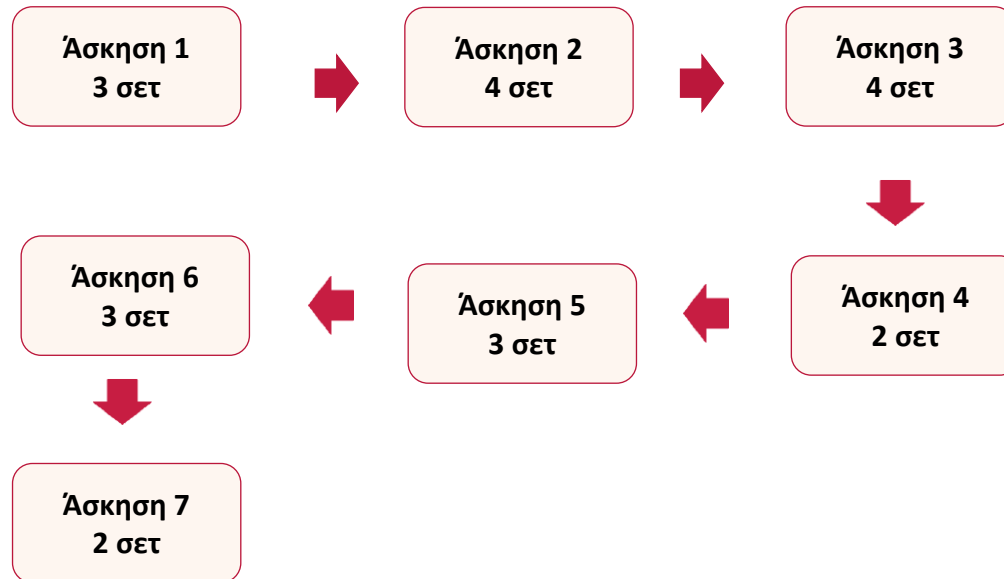 Άσκηση 1
3 σετ
Άσκηση 2
4 σετ
Άσκηση 3
4 σετ
Άσκηση 4
2 σετ
Άσκηση 5
3 σετ
Άσκηση 6
3 σετ
Άσκηση 7
2 σετ